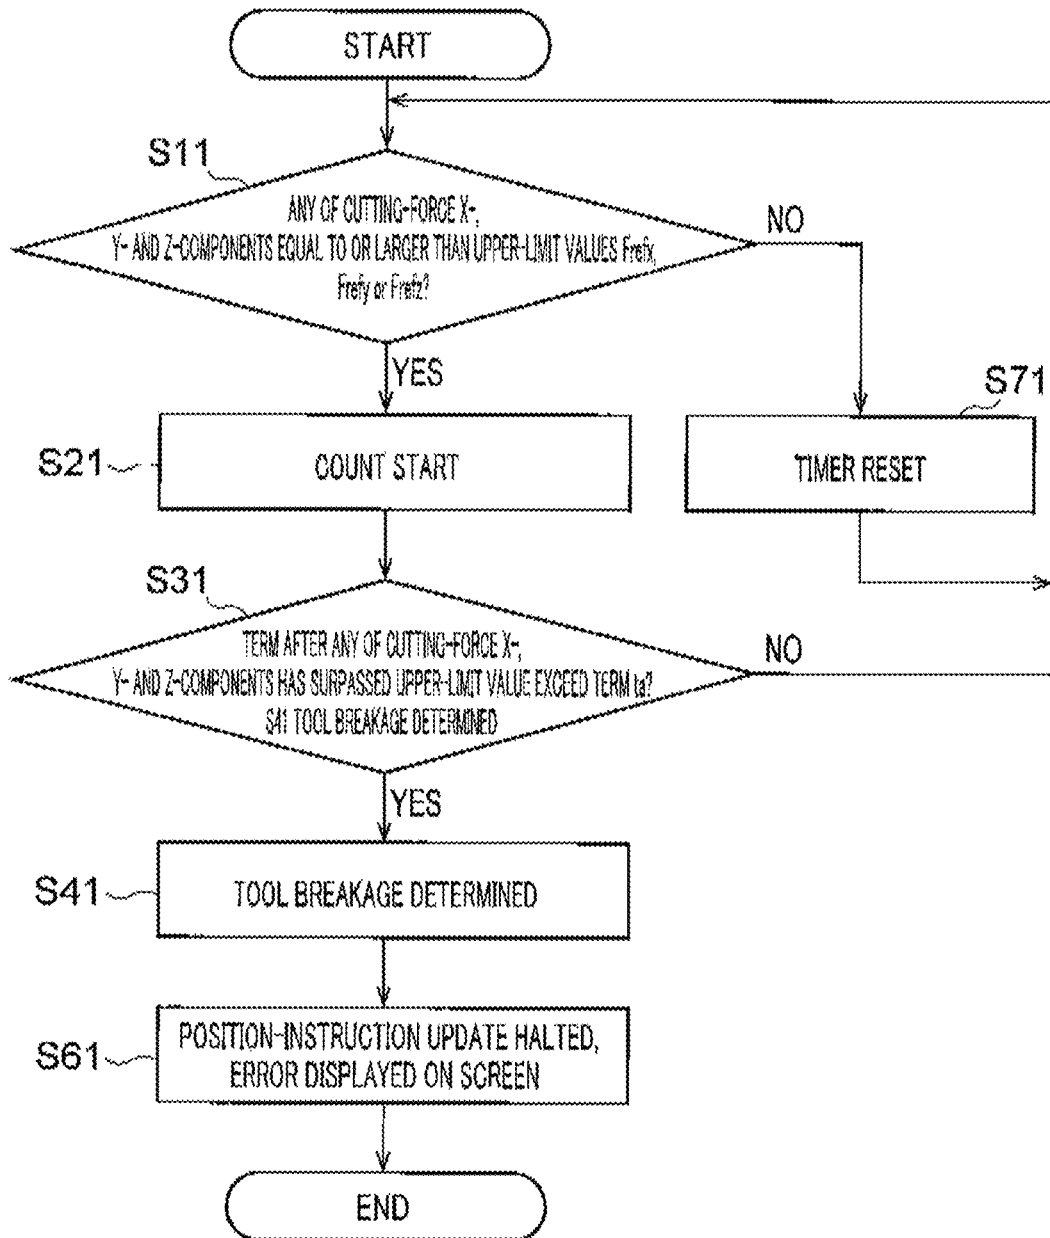 START
S11
ANY OF CUTTING-FORCE X-,
Y- AND Z-COMPONENTS EQUAL TO OR LARGER THAN UPPER-LIMIT VALUES Frefx,
Frefy or Frefz?
NO
YES
S71
S21
COUNT START
TIMER RESET
S31
TERM AFTER ANY OF CUTTING-FORCE X-,
Y- AND Z-COMPONENTS HAS SURPASSED UPPER-LIMIT VALUE EXCEED TERM ta?
S41 TOOL BREAKAGE DETERMINED
NO
YES
S41
TOOL BREAKAGE DETERMINED
S61
POSITION-INSTRUCTION UPDATE HALTED,
ERROR DISPLAYED ON SCREEN
END